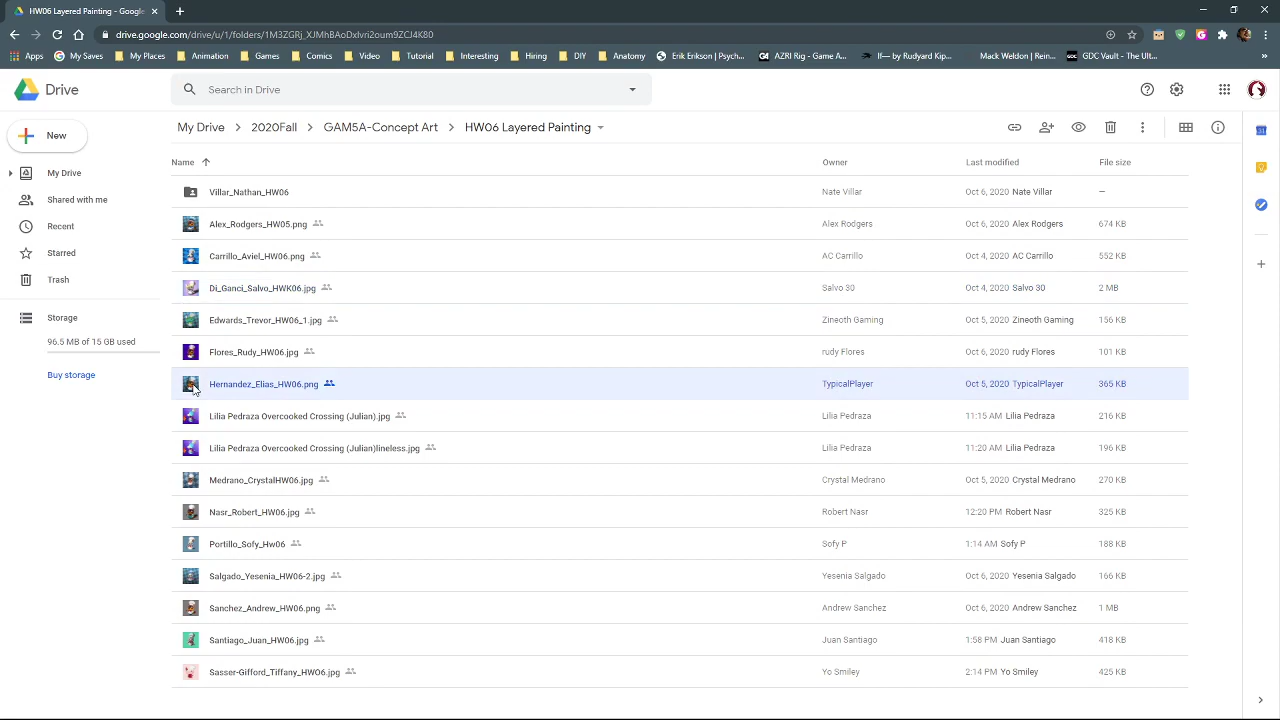 HW06 Layered Painting - Google
drive.google.com/drive/u/1/folders/1M3ZGRj_XJMhBAoDxIvri2oum9ZCJ4K80
Apps My Saves My Places Animation Games Comics Video Tutorials Interesting Hiring DIY Anatomy Erik Erikson | Psycj... AZRI Rig - Game A... If— by Rudyard Kip... Mack Weldon | Rein... GDC Vault - The Ult... »
Drive Search in Drive
New My Drive > 2020Fall > GAM5A-Concept Art > HW06 Layered Painting
Name Owner Last modified File size
My Drive
Shared with me
Recent
Starred
Trash
Storage
96.5 MB of 15 GB used
Buy storage
Villar_Nathan_HW06 Nate Villar Oct 6, 2020 Nate Villar —
Alex_Rodgers_HW05.png Alex Rodgers Oct 6, 2020 Alex Rodgers 674 KB
Carrillo_Aviel_HW06.png AC Carrillo Oct 4, 2020 AC Carrillo 552 KB
Di_Ganci_Salvo_HWK06.jpg Salvo 30 Oct 4, 2020 Salvo 30 2 MB
Edwards_Trevor_HW06_1.jpg Zineoth Gaming Oct 5, 2020 Zineoth Gaming 156 KB
Flores_Rudy_HW06.jpg rudy Flores Oct 6, 2020 rudy Flores 101 KB
Hernandez_Elias_HW06.png TypicalPlayer Oct 5, 2020 TypicalPlayer 365 KB
Lilia Pedraza Overcooked Crossing (Julian).jpg Lilia Pedraza 11:15 AM Lilia Pedraza 216 KB
Lilia Pedraza Overcooked Crossing (Julian)lineless.jpg Lilia Pedraza 11:20 AM Lilia Pedraza 196 KB
Medrano_CrystalHW06.jpg Crystal Medrano Oct 5, 2020 Crystal Medrano 270 KB
Nasr_Robert_HW06.jpg Robert Nasr 12:20 PM Robert Nasr 325 KB
Portillo_Sofy_Hw06 Sofy P 1:14 AM Sofy P 188 KB
Salgado_Yesenia_HW06-2.jpg Yesenia Salgado Oct 6, 2020 Yesenia Salgado 166 KB
Sanchez_Andrew_HW06.png Andrew Sanchez Oct 6, 2020 Andrew Sanchez 1 MB
Santiago_Juan_HW06.jpg Juan Santiago 1:58 PM Juan Santiago 418 KB
Sasser-Gifford_Tiffany_HW06.jpg Yo Smiley 2:14 PM Yo Smiley 425 KB